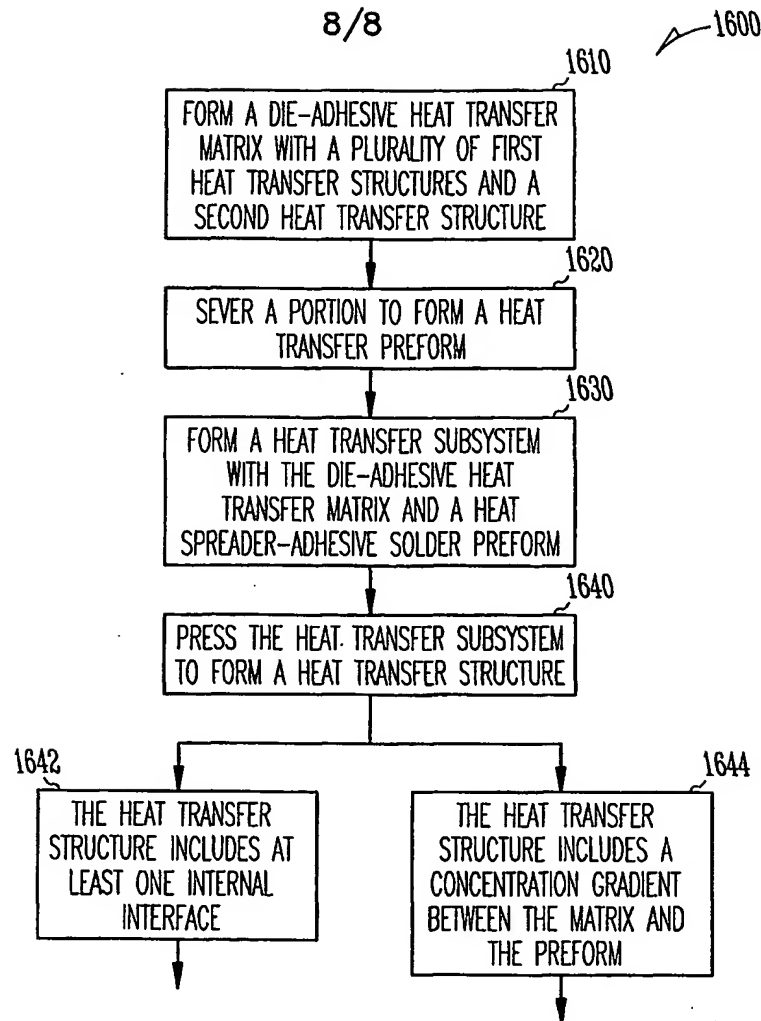 8/8
1600
1610
FORM A DIE-ADHESIVE HEAT TRANSFER
MATRIX WITH A PLURALITY OF FIRST
HEAT TRANSFER STRUCTURES AND A
SECOND HEAT TRANSFER STRUCTURE
1620
SEVER A PORTION TO FORM A HEAT
TRANSFER PREFORM
1630
FORM A HEAT TRANSFER SUBSYSTEM
WITH THE DIE-ADHESIVE HEAT
TRANSFER MATRIX AND A HEAT
SPREADER-ADHESIVE SOLDER PREFORM
1640
PRESS THE HEAT TRANSFER SUBSYSTEM
TO FORM A HEAT TRANSFER STRUCTURE
1642
THE HEAT TRANSFER
STRUCTURE INCLUDES AT
LEAST ONE INTERNAL
INTERFACE
1644
THE HEAT TRANSFER
STRUCTURE INCLUDES A
CONCENTRATION GRADIENT
BETWEEN THE MATRIX AND
THE PREFORM